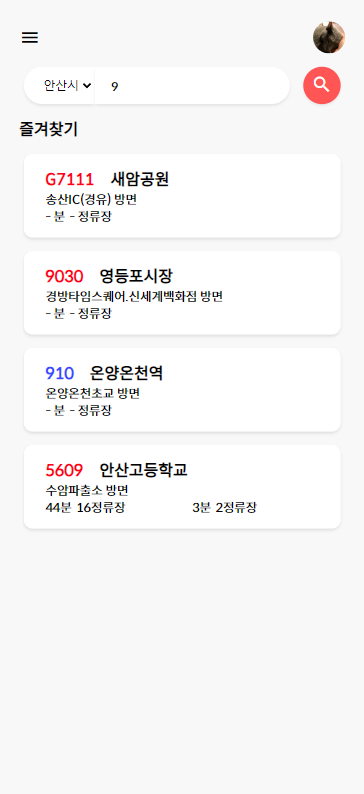 안산시 9
즐겨찾기
G7111 새암공원
송산IC(경유) 방면
- 분 - 정류장
9030 영등포시장
경방타임스퀘어.신세계백화점 방면
- 분 - 정류장
910 온양온천역
온양온천초교 방면
- 분 - 정류장
5609 안산고등학교
수암파출소 방면
44분 16정류장 3분 2정류장